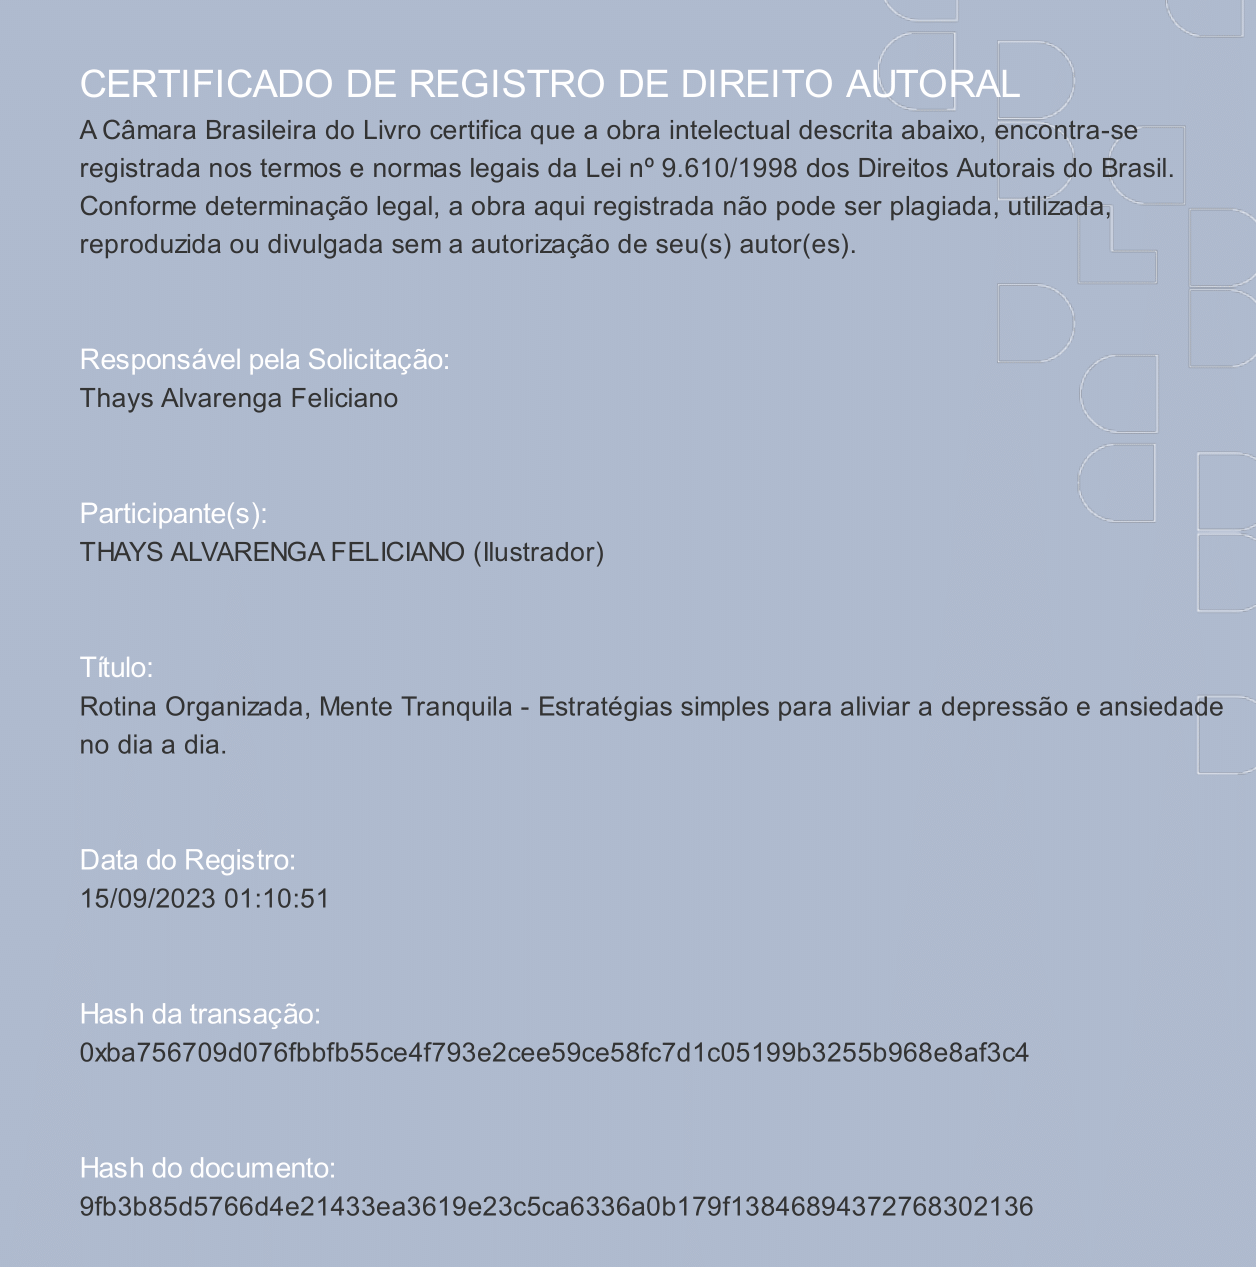 CERTIFICADO DE REGISTRO DE DIREITO AUTORAL
A Câmara Brasileira do Livro certifica que a obra intelectual descrita abaixo, encontra-se
registrada nos termos e normas legais da Lei nº 9.610/1998 dos Direitos Autorais do Brasil.
Conforme determinação legal, a obra aqui registrada não pode ser plagiada, utilizada,
reproduzida ou divulgada sem a autorização de seu(s) autor(es).
Responsável pela Solicitação:
Thays Alvarenga Feliciano
Participante(s):
THAYS ALVARENGA FELICIANO (Ilustrador)
Título:
Rotina Organizada, Mente Tranquila - Estratégias simples para aliviar a depressão e ansiedade
no dia a dia.
Data do Registro:
15/09/2023 01:10:51
Hash da transação:
0xba756709d076fbbfb55ce4f793e2cee59ce58fc7d1c05199b3255b968e8af3c4
Hash do documento:
9fb3b85d5766d4e21433ea3619e23c5ca6336a0b179f13846894372768302136